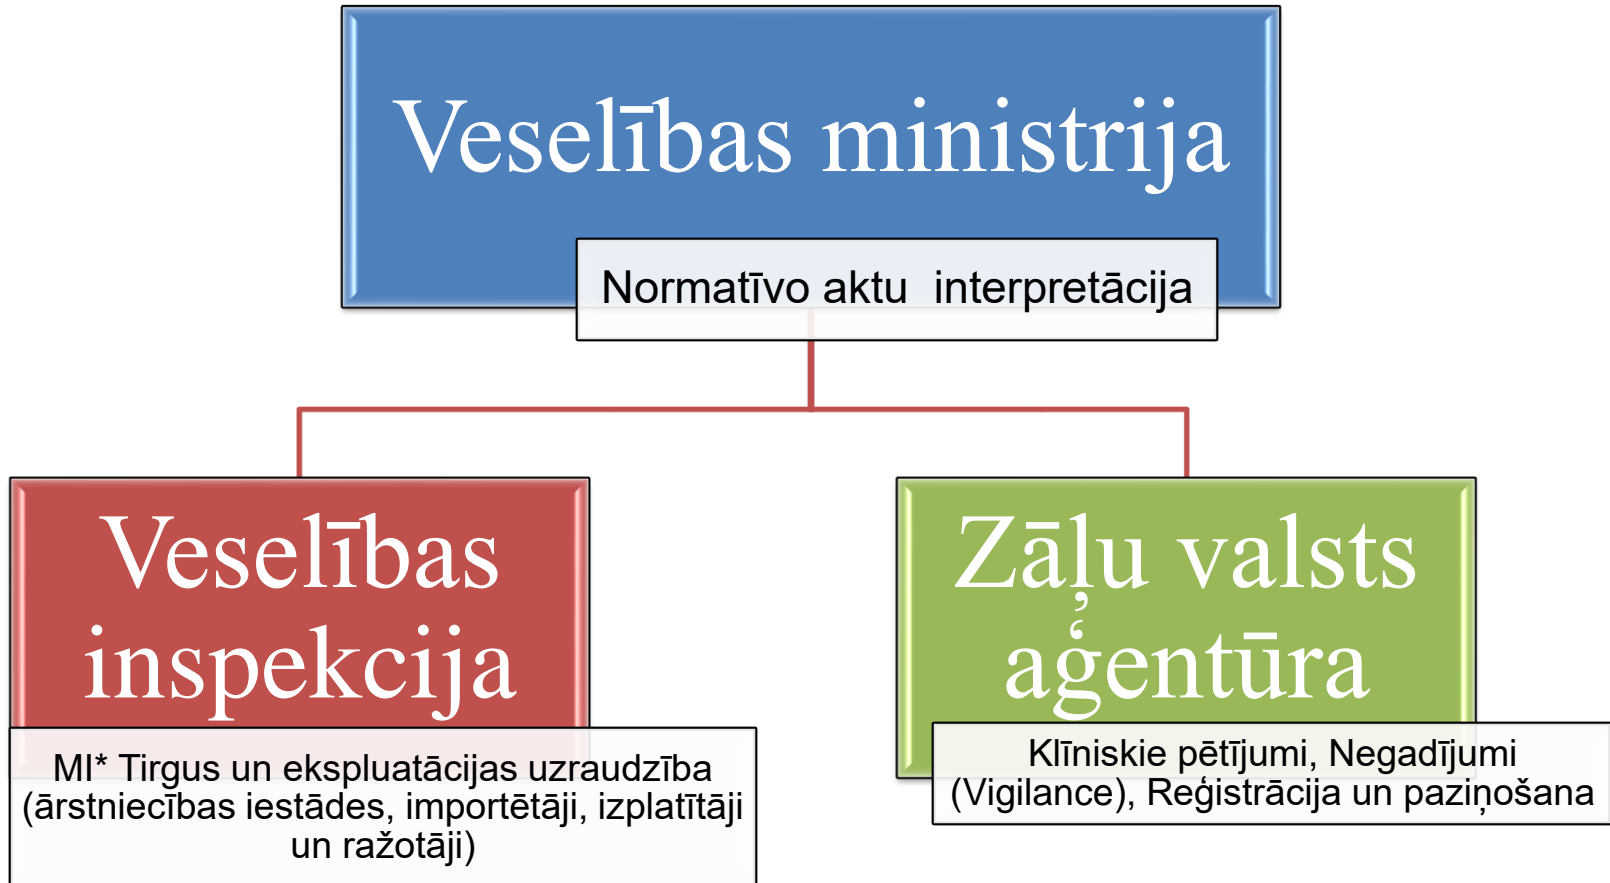 Veselības ministrija
Normatīvo aktu  interpretācija
Veselības
inspekcija
MI* Tirgus un ekspluatācijas uzraudzība
(ārstniecības iestādes, importētāji, izplatītāji
un ražotāji)
Zāļu valsts
aģentūra
Klīniskie pētījumi, Negadījumi
(Vigilance), Reģistrācija un paziņošana